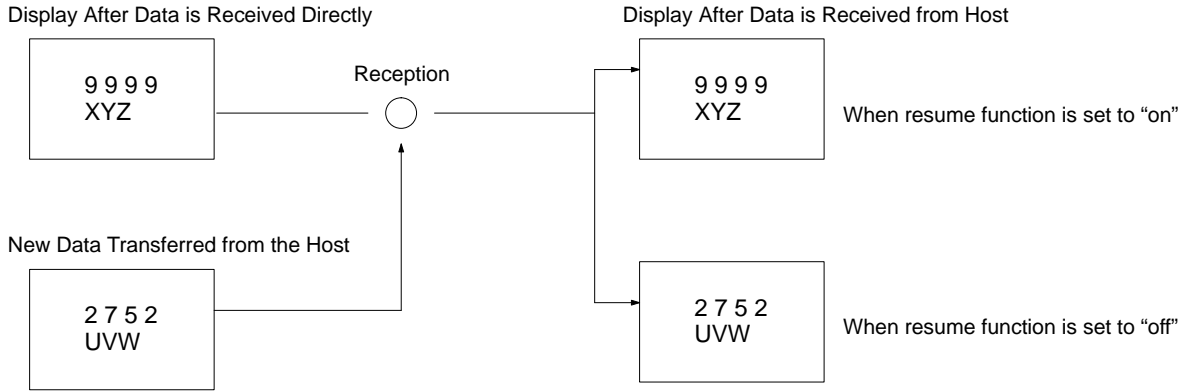 Display After Data is Received Directly
9 9 9 9
XYZ
Reception
New Data Transferred from the Host
2 7 5 2
UVW
Display After Data is Received from Host
9 9 9 9
XYZ
When resume function is set to “on”
2 7 5 2
UVW
When resume function is set to “off”